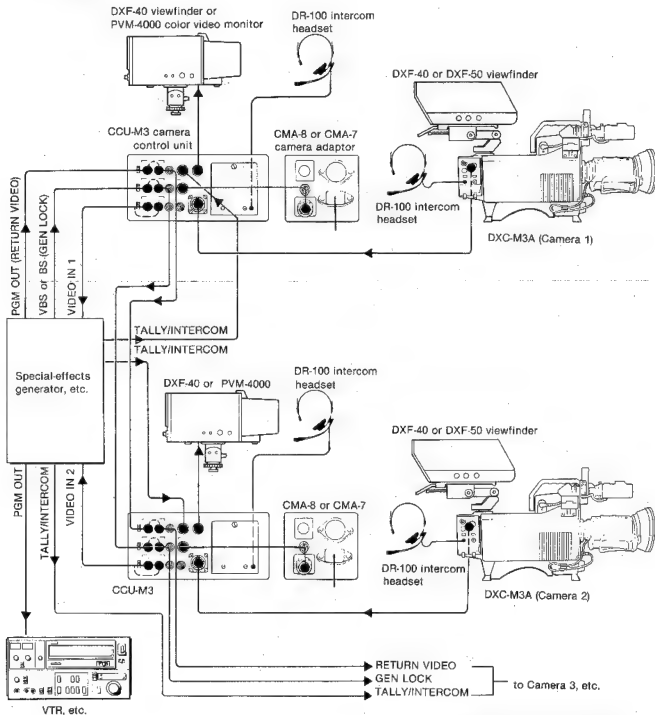 DXF-40 viewfinder or
PVM-4000 color video monitor
DR-100 intercom
headset
DXF-40 or DXF-50 viewfinder
CCU-M3 camera
control unit
CMA-8 or CMA-7
camera adaptor
DR-100 intercom
headset
DXC-M3A (Camera 1)
PGM OUT (RETURN VIDEO)
VBS or BS (GEN LOCK)
VIDEO IN 1
TALLY/INTERCOM
TALLY/INTERCOM
Special-effects
generator, etc.
DXF-40 or PVM-4000
DR-100 intercom
headset
DXF-40 or DXF-50 viewfinder
PGM OUT
TALLY/INTERCOM
VIDEO IN 2
CMA-8 or CMA-7
CCU-M3
DR-100 intercom
headset
DXC-M3A (Camera 2)
RETURN VIDEO
GEN LOCK
TALLY/INTERCOM
to Camera 3, etc.
VTR, etc.